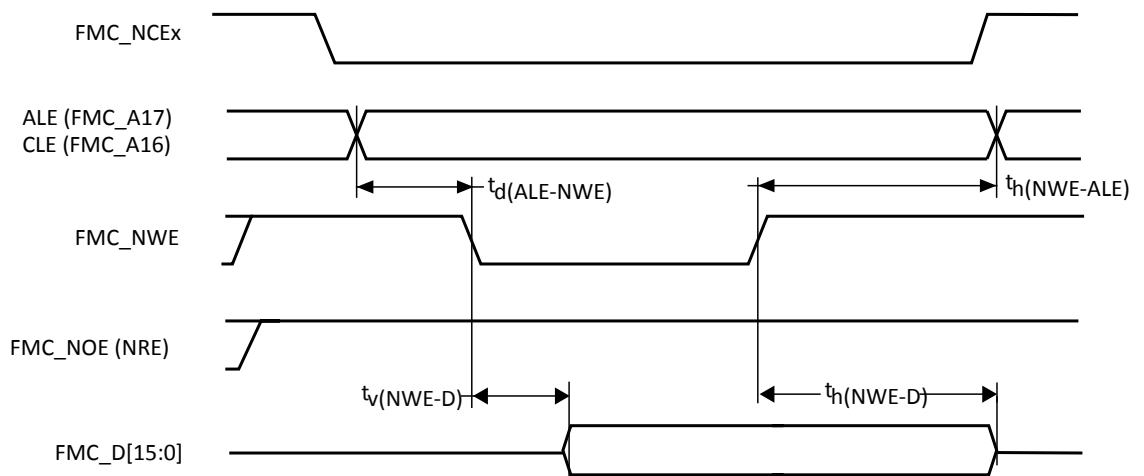 FMC_NCEx
ALE (FMC_A17)
CLE (FMC_A16)
td(ALE-NWE)
th(NWE-ALE)
FMC_NWE
FMC_NOE (NRE)
tv(NWE-D)
th(NWE-D)
FMC_D[15:0]